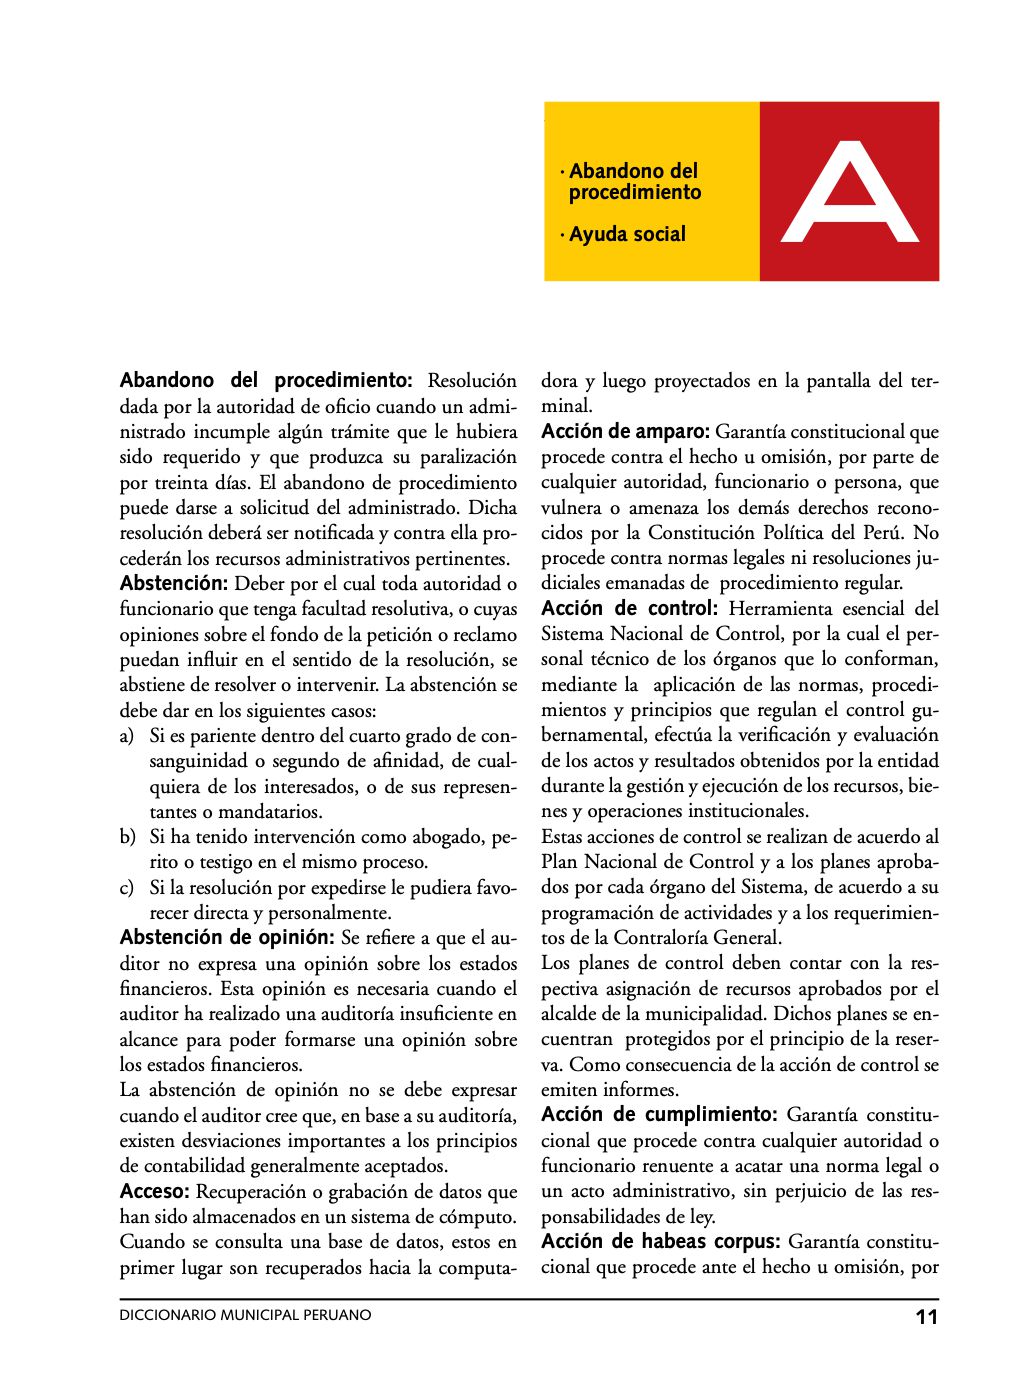 · Abandono del
procedimiento
· Ayuda social
A
Abandono del procedimiento: Resolución
dada por la autoridad de oficio cuando un admi-
nistrado incumple algún trámite que le hubiera
sido requerido y que produzca su paralización
por treinta días. El abandono de procedimiento
puede darse a solicitud del administrado. Dicha
resolución deberá ser notificada y contra ella pro-
cederán los recursos administrativos pertinentes.
Abstención: Deber por el cual toda autoridad o
funcionario que tenga facultad resolutiva, o cuyas
opiniones sobre el fondo de la petición o reclamo
puedan influir en el sentido de la resolución, se
abstiene de resolver o intervenir. La abstención se
debe dar en los siguientes casos:
a) Si es pariente dentro del cuarto grado de con-
sanguinidad o segundo de afinidad, de cual-
quiera de los interesados, o de sus represen-
tantes o mandatarios.
b) Si ha tenido intervención como abogado, pe-
rito o testigo en el mismo proceso.
c) Si la resolución por expedirse le pudiera favo-
recer directa y personalmente.
Abstención de opinión: Se refiere a que el au-
ditor no expresa una opinión sobre los estados
financieros. Esta opinión es necesaria cuando el
auditor ha realizado una auditoría insuficiente en
alcance para poder formarse una opinión sobre
los estados financieros.
La abstención de opinión no se debe expresar
cuando el auditor cree que, en base a su auditoría,
existen desviaciones importantes a los principios
de contabilidad generalmente aceptados.
Acceso: Recuperación o grabación de datos que
han sido almacenados en un sistema de cómputo.
Cuando se consulta una base de datos, estos en
primer lugar son recuperados hacia la computa-
dora y luego proyectados en la pantalla del ter-
minal.
Acción de amparo: Garantía constitucional que
procede contra el hecho u omisión, por parte de
cualquier autoridad, funcionario o persona, que
vulnera o amenaza los demás derechos recono-
cidos por la Constitución Política del Perú. No
procede contra normas legales ni resoluciones ju-
diciales emanadas de procedimiento regular.
Acción de control: Herramienta esencial del
Sistema Nacional de Control, por la cual el per-
sonal técnico de los órganos que lo conforman,
mediante la aplicación de las normas, procedi-
mientos y principios que regulan el control gu-
bernamental, efectúa la verificación y evaluación
de los actos y resultados obtenidos por la entidad
durante la gestión y ejecución de los recursos, bie-
nes y operaciones institucionales.
Estas acciones de control se realizan de acuerdo al
Plan Nacional de Control y a los planes aproba-
dos por cada órgano del Sistema, de acuerdo a su
programación de actividades y a los requerimien-
tos de la Contraloría General.
Los planes de control deben contar con la res-
pectiva asignación de recursos aprobados por el
alcalde de la municipalidad. Dichos planes se en-
cuentran protegidos por el principio de la reser-
va. Como consecuencia de la acción de control se
emiten informes.
Acción de cumplimiento: Garantía constitu-
cional que procede contra cualquier autoridad o
funcionario renuente a acatar una norma legal o
un acto administrativo, sin perjuicio de las res-
ponsabilidades de ley.
Acción de habeas corpus: Garantía constitu-
cional que procede ante el hecho u omisión, por
DICCIONARIO MUNICIPAL PERUANO
11